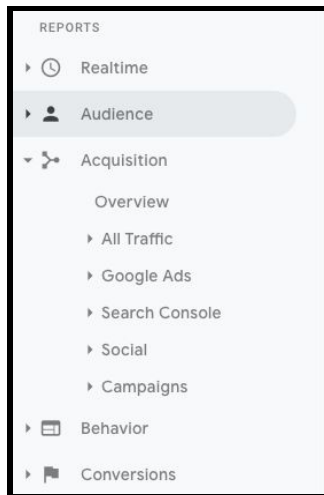 REPORTS
Realtime
Audience
Acquisition
Overview
All Traffic
Google Ads
Search Console
Social
Campaigns
Behavior
Conversions